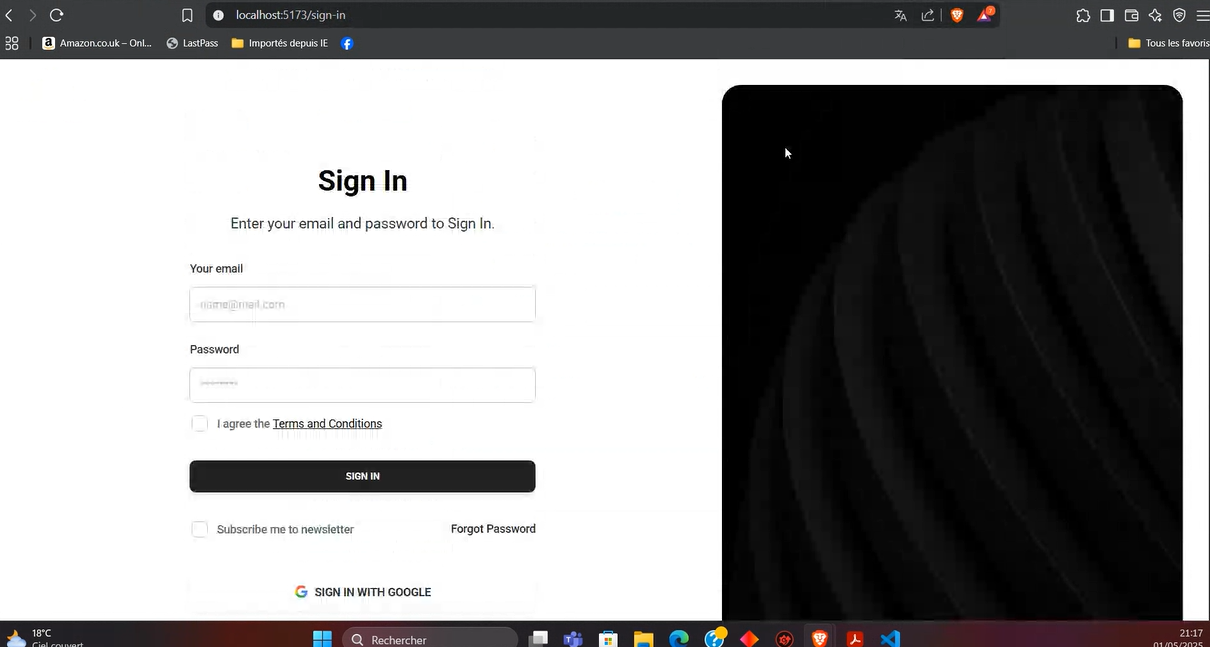 localhost:5173/sign-in
Amazon.co.uk – Onl...
LastPass
Importés depuis IE
Tous les favoris
Sign In
Enter your email and password to Sign In.
Your email
name@mail.com
Password
********
I agree the Terms and Conditions
SIGN IN
Subscribe me to newsletter
Forgot Password
SIGN IN WITH GOOGLE
18°C
Ciel couvert
Rechercher
21:17
01/05/2025